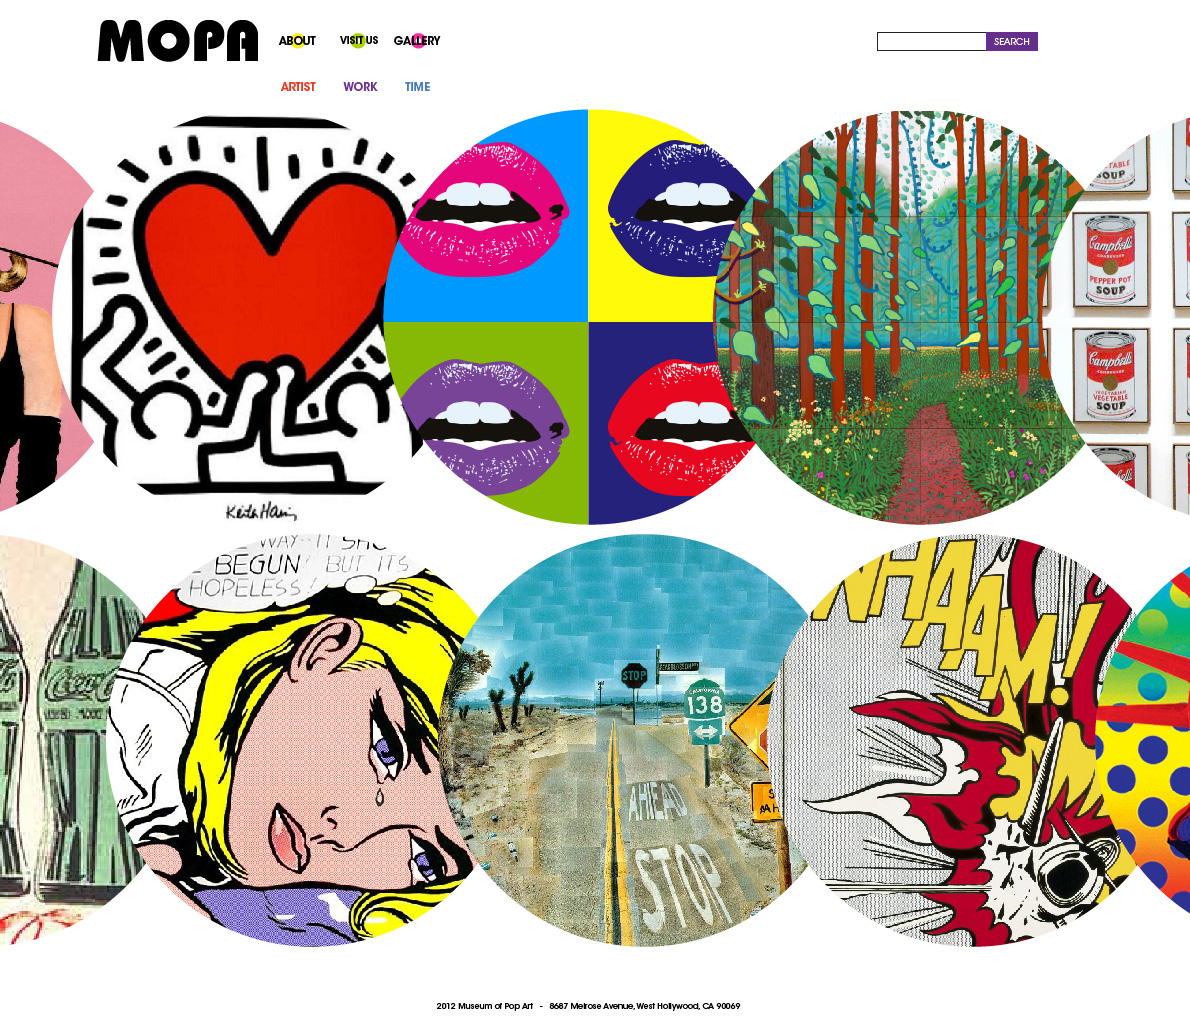 MOPA
ABOUT VISIT US GALLERY
SEARCH
ARTIST WORK TIME
TABLE
SOUP
Campbell's
CONDENSED
PEPPER POT
SOUP
Campbell's
CONDENSED
VEGETARIAN
VEGETABLE
SOUP
Keith Haring
WAY--IT SHO
BEGUN! BUT IT'S
HOPELESS!
STOP
PEARBLOSSOM HWY
CALIFORNIA
138
AHEAD
STOP
WHAAM!
2012 Museum of Pop Art - 8687 Melrose Avenue, West Hollywood, CA 90069